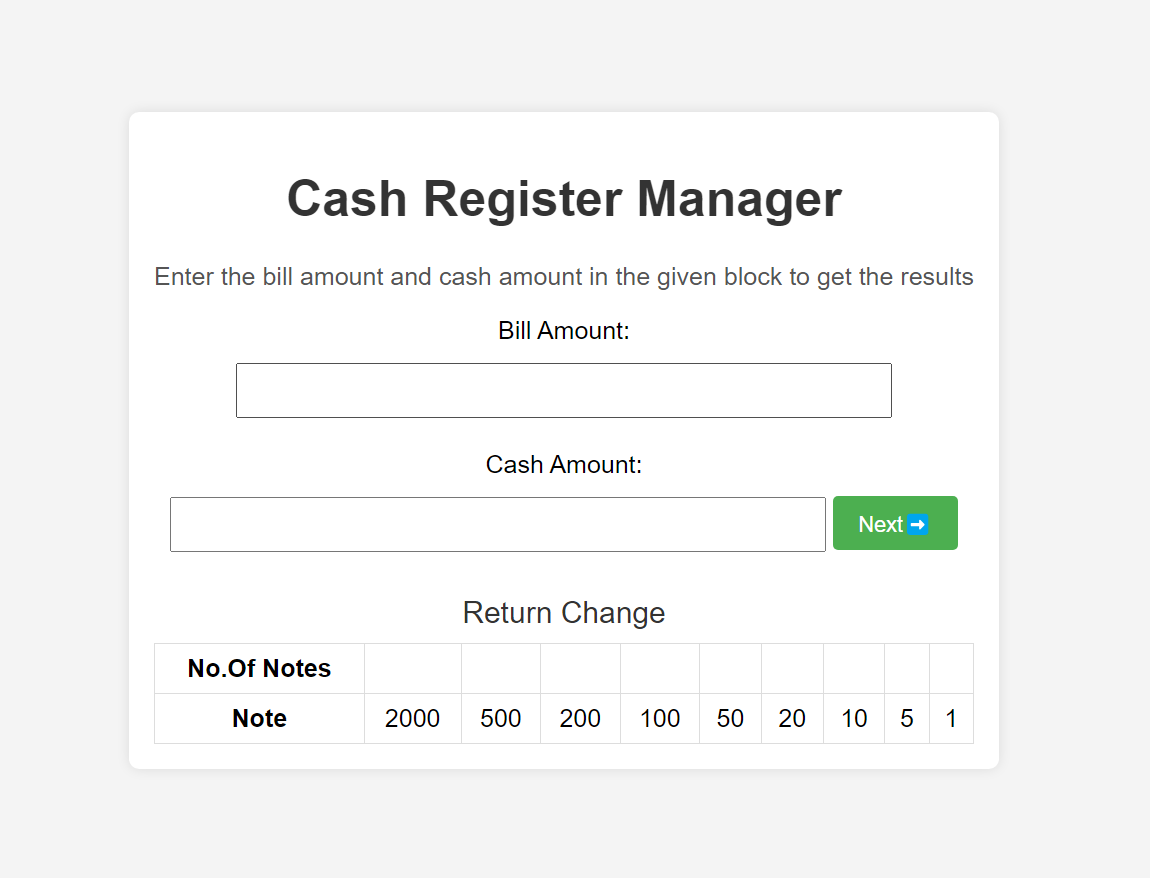 Cash Register Manager
Enter the bill amount and cash amount in the given block to get the results
Bill Amount:
Cash Amount:
Next➡️
Return Change
No.Of Notes
Note 2000 500 200 100 50 20 10 5 1